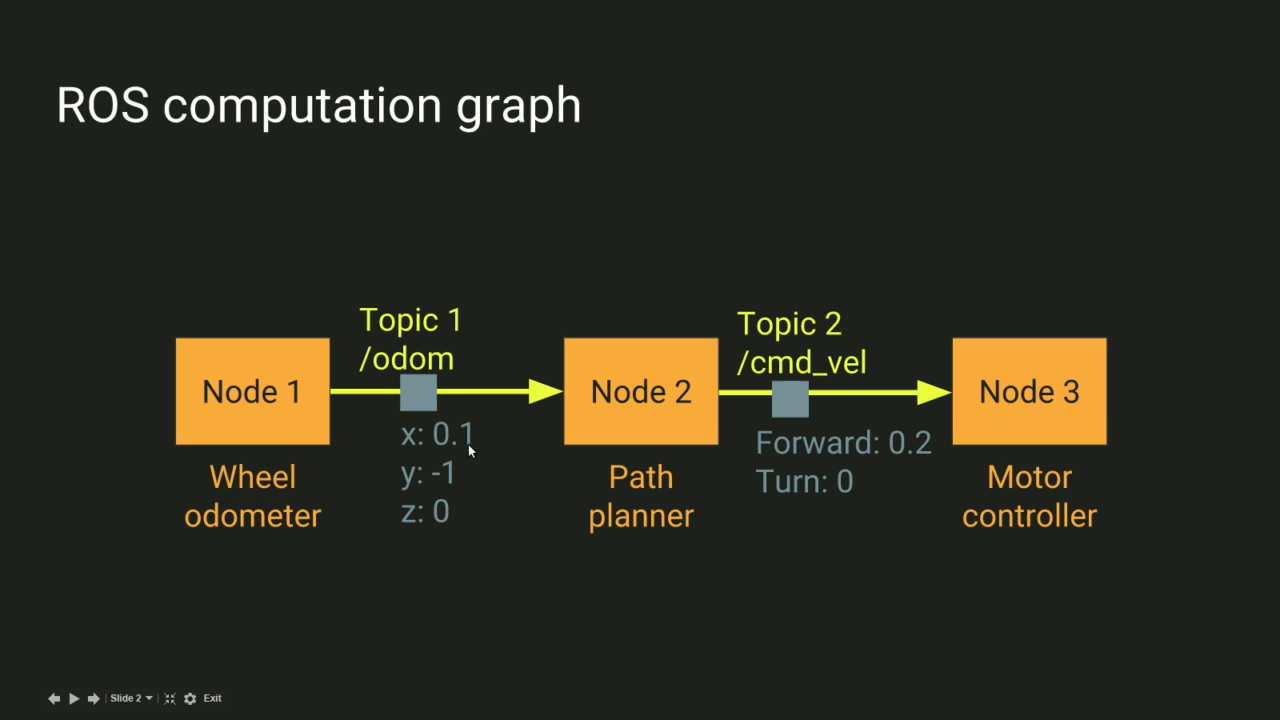 ROS computation graph
Topic 1
/odom
Topic 2
/cmd_vel
Node 1
Node 2
Node 3
x: 0.1
y: -1
z: 0
Forward: 0.2
Turn: 0
Wheel
odometer
Path
planner
Motor
controller
Slide 2
Exit